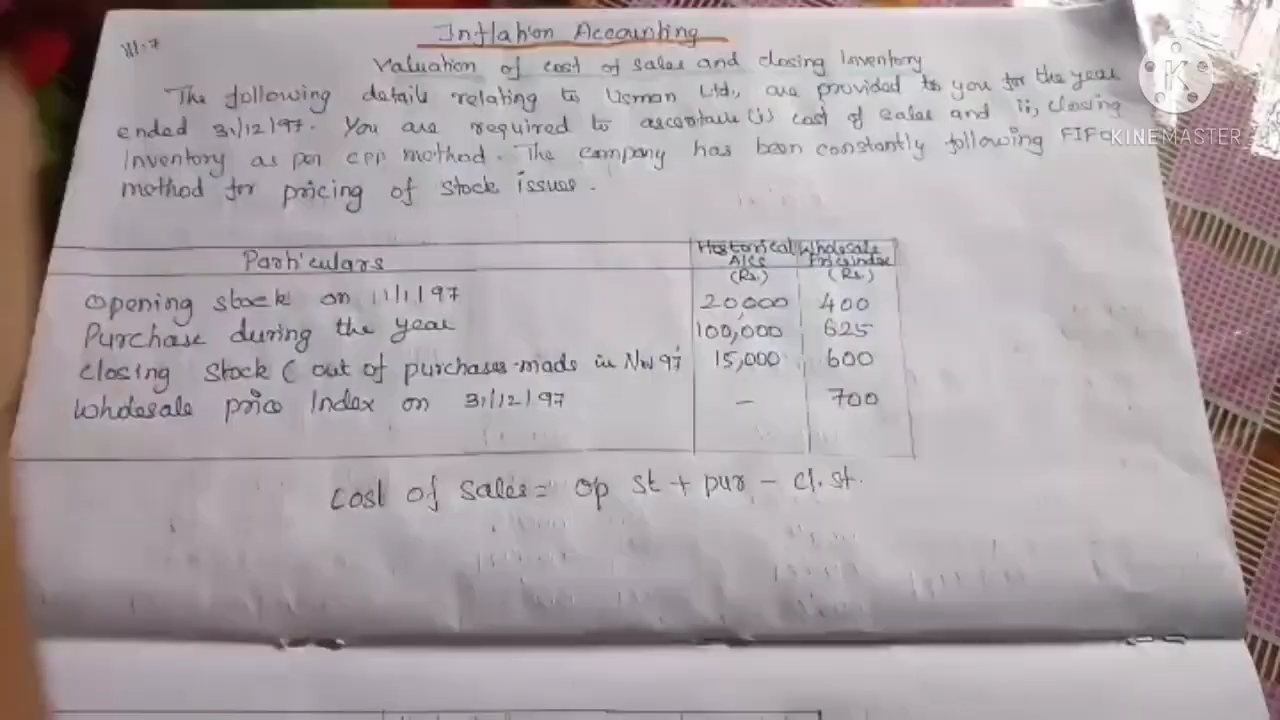 Ill-7
Inflation Accounting
Valuation of cost of sales and closing Inventory
The following details relating to Usman Ltd., are provided to you for the year
ended 31/12/97. You are required to ascertain (i) cost of sales and ii, closing
Inventory as per CPP method. The company has been constantly following FIFO
method for pricing of stock issues.
Particulars Historical A/cs (Rs.) Wholesale Price index (Rs.)
Opening stock on 1/1/97 20,000 400
Purchase during the year 100,000 625
closing stock (out of purchases made in Nov 97 15,000 600
Wholesale price Index on 31/12/97 - 700
Cost of Sales = Op st + pur - Cl. st.
K
KINEMASTER